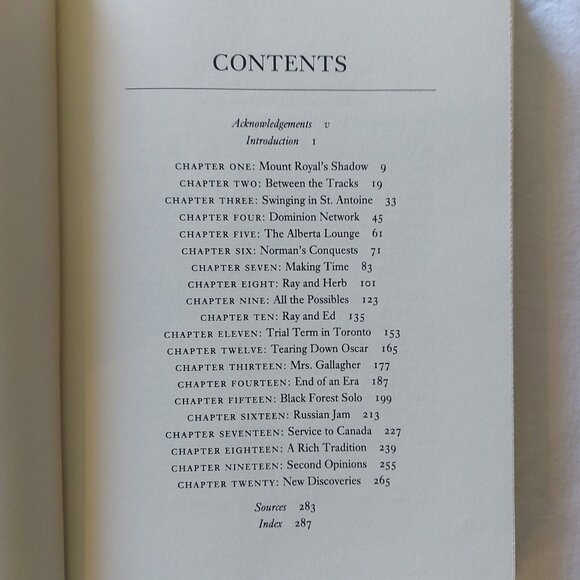 CONTENTS
Acknowledgements v
Introduction 1
CHAPTER ONE: Mount Royal's Shadow 9
CHAPTER TWO: Between the Tracks 19
CHAPTER THREE: Swinging in St. Antoine 33
CHAPTER FOUR: Dominion Network 45
CHAPTER FIVE: The Alberta Lounge 61
CHAPTER SIX: Norman's Conquests 71
CHAPTER SEVEN: Making Time 83
CHAPTER EIGHT: Ray and Herb 101
CHAPTER NINE: All the Possibles 123
CHAPTER TEN: Ray and Ed 135
CHAPTER ELEVEN: Trial Term in Toronto 153
CHAPTER TWELVE: Tearing Down Oscar 165
CHAPTER THIRTEEN: Mrs. Gallagher 177
CHAPTER FOURTEEN: End of an Era 187
CHAPTER FIFTEEN: Black Forest Solo 199
CHAPTER SIXTEEN: Russian Jam 213
CHAPTER SEVENTEEN: Service to Canada 227
CHAPTER EIGHTEEN: A Rich Tradition 239
CHAPTER NINETEEN: Second Opinions 255
CHAPTER TWENTY: New Discoveries 265
Sources 283
Index 287